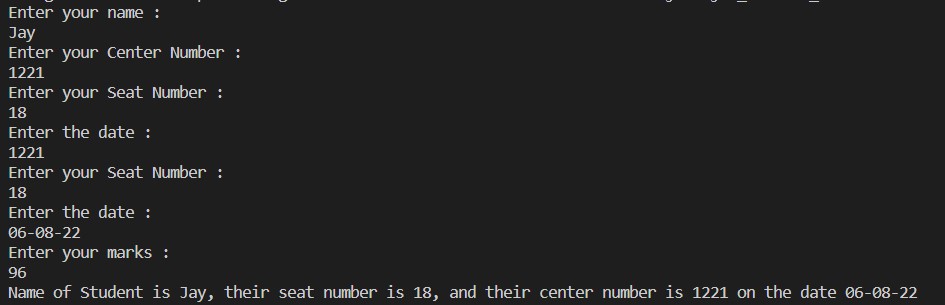 Enter your name :
Jay
Enter your Center Number :
1221
Enter your Seat Number :
18
Enter the date :
1221
Enter your Seat Number :
18
Enter the date :
06-08-22
Enter your marks :
96
Name of Student is Jay, their seat number is 18, and their center number is 1221 on the date 06-08-22